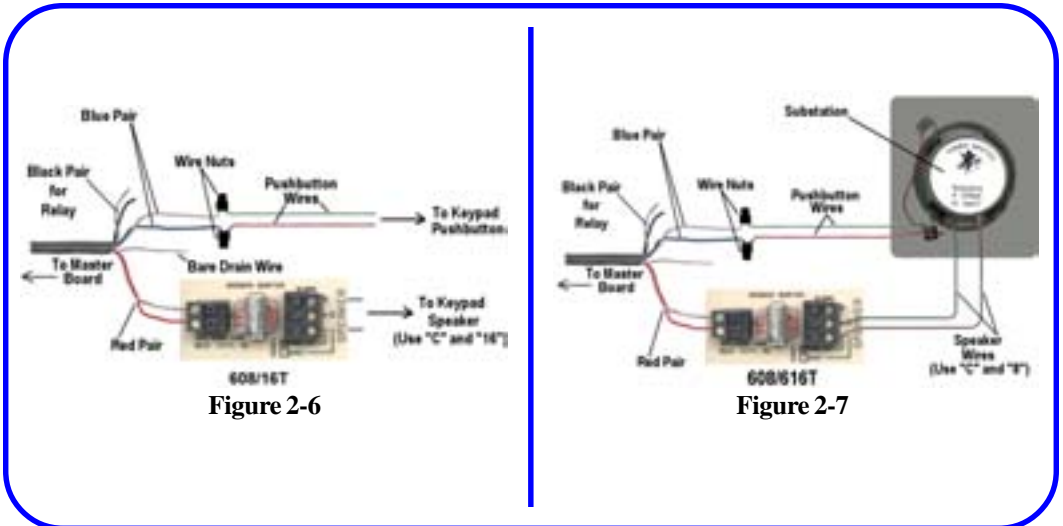 Blue Pair
Black Pair
for
Relay
Wire Nuts
Pushbutton
Wires
To Keypad
Pushbutton
To Master
Board
Bare Drain Wire
To Keypad
Speaker
(Use "C" and "16")
Red Pair
608/16T
Figure 2-6
Substation
Blue Pair
Black Pair
for
Relay
Wire Nuts
Pushbutton
Wires
To Master
Board
Red Pair
Speaker
Wires
(Use "C" and "8")
608/616T
Figure 2-7